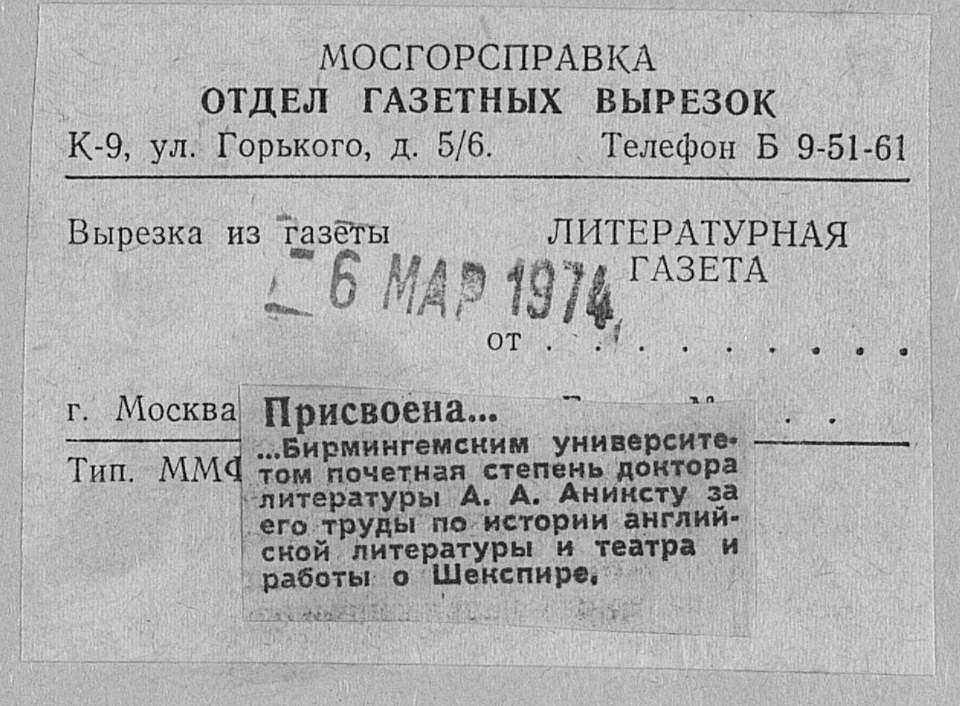 МОСГОРСПРАВКА
ОТДЕЛ ГАЗЕТНЫХ ВЫРЕЗОК
К-9, ул. Горького, д. 5/6. Телефон Б 9-51-61
Вырезка из газеты ЛИТЕРАТУРНАЯ
ГАЗЕТА
6 МАР 1974
от . . . . . . . . .
г. Москва
Тип. ММФ
Присвоена...
...Бирмингемским университе-
том почетная степень доктора
литературы А. А. Аниксту за
его труды по истории англий-
ской литературы и театра и
работы о Шекспире.